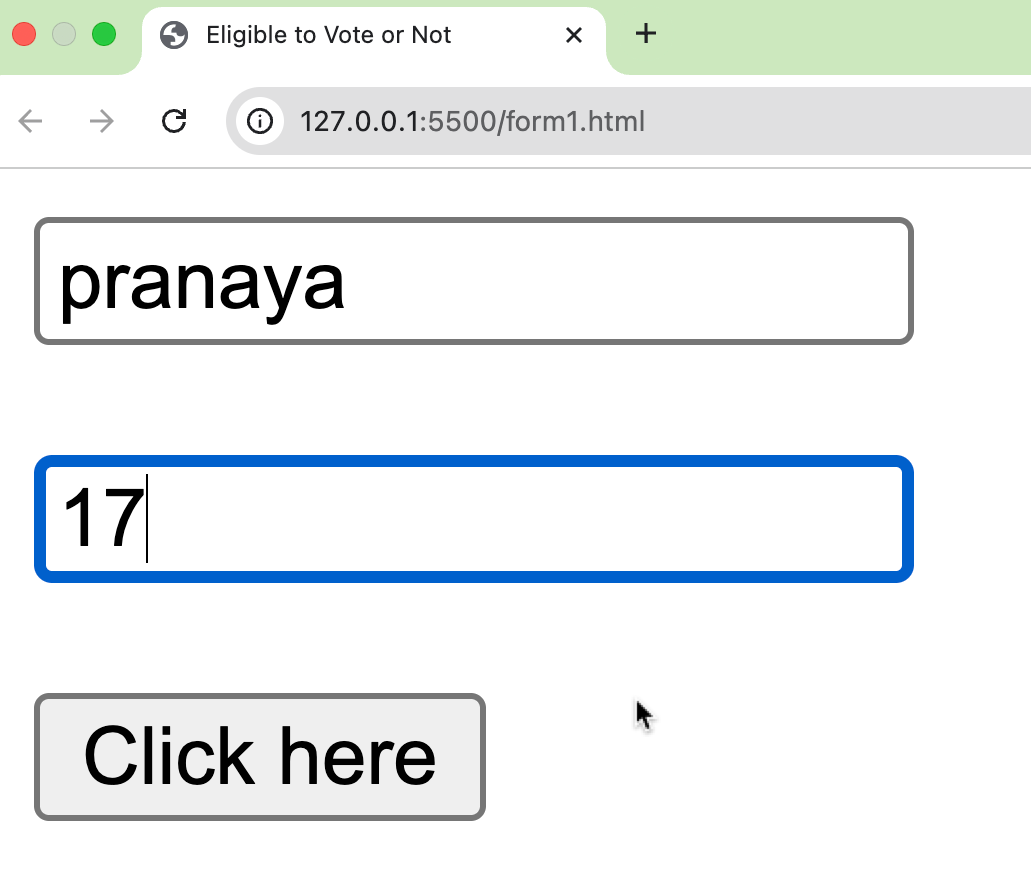 Eligible to Vote or Not
127.0.0.1:5500/form1.html
pranaya
17
Click here